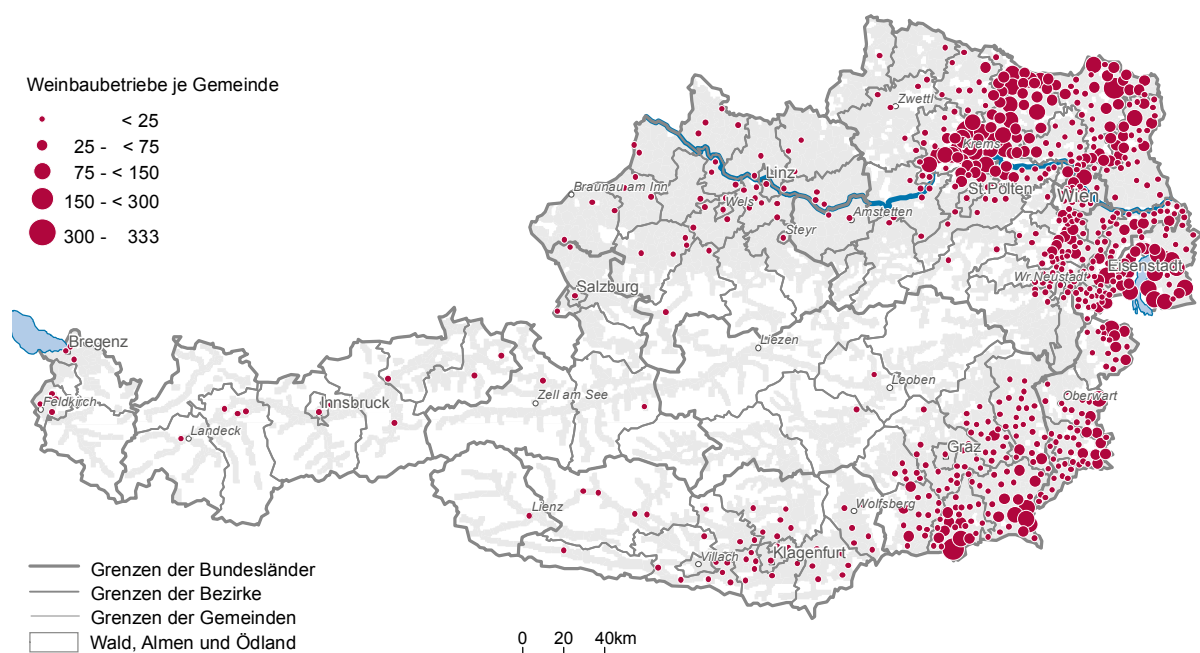 Weinbaubetriebe je Gemeinde
< 25
25 - < 75
75 - < 150
150 - < 300
300 - 333
Zwettl
Krems
Linz
Braunau am Inn
St.Pölten
Wien
Wels
Amstetten
Steyr
Eisenstadt
Wr.Neustadt
Salzburg
Bregenz
Liezen
Leoben
Zell am See
Oberwart
Feldkirch
Innsbruck
Landeck
Graz
Lienz
Wolfsberg
Villach
Klagenfurt
Grenzen der Bundesländer
Grenzen der Bezirke
Grenzen der Gemeinden
Wald, Almen und Ödland
0 20 40km